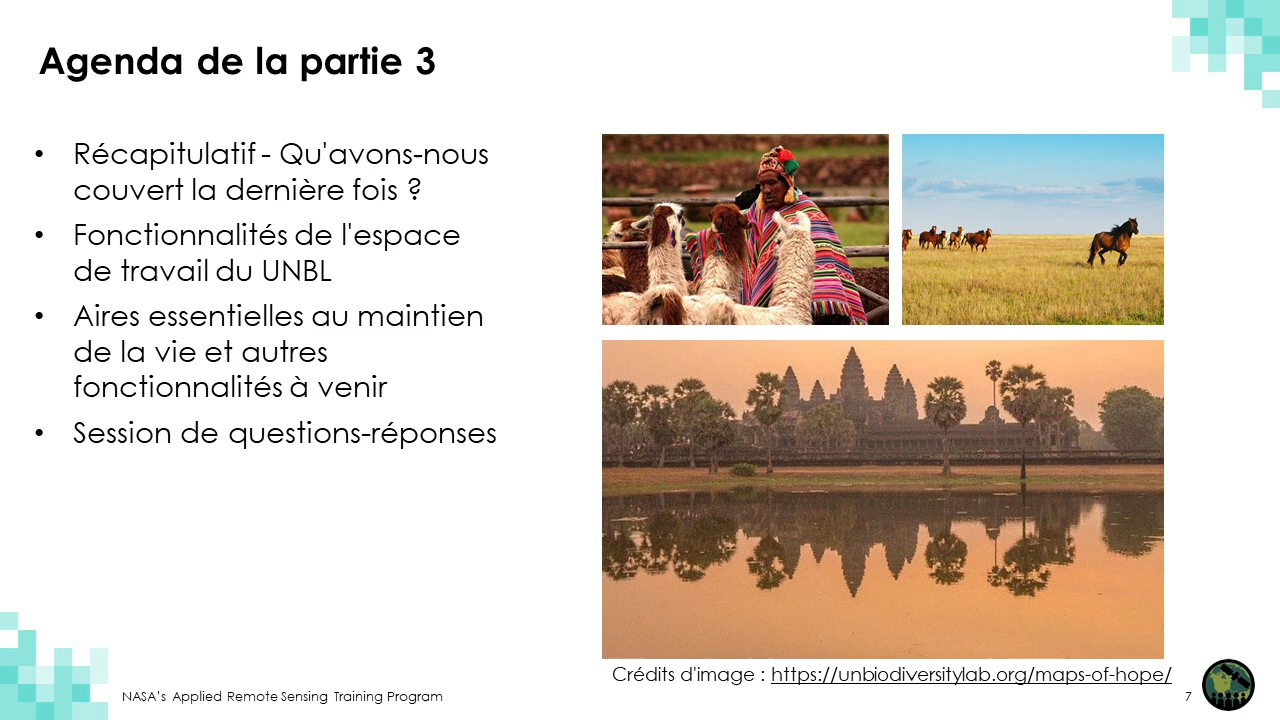 Agenda de la partie 3
• Récapitulatif - Qu'avons-nous
couvert la dernière fois ?
• Fonctionnalités de l'espace
de travail du UNBL
• Aires essentielles au maintien
de la vie et autres
fonctionnalités à venir
• Session de questions-réponses
Crédits d'image : https://unbiodiversitylab.org/maps-of-hope/
NASA's Applied Remote Sensing Training Program
7